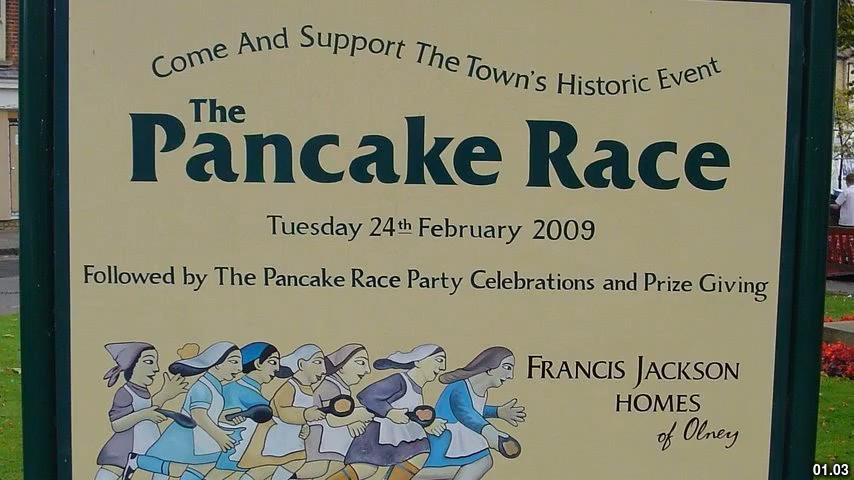 Come And Support The Town's Historic Event
The
Pancake Race
Tuesday 24th February 2009
Followed by The Pancake Race Party Celebrations and Prize Giving
FRANCIS JACKSON
HOMES
of Olney
01.03